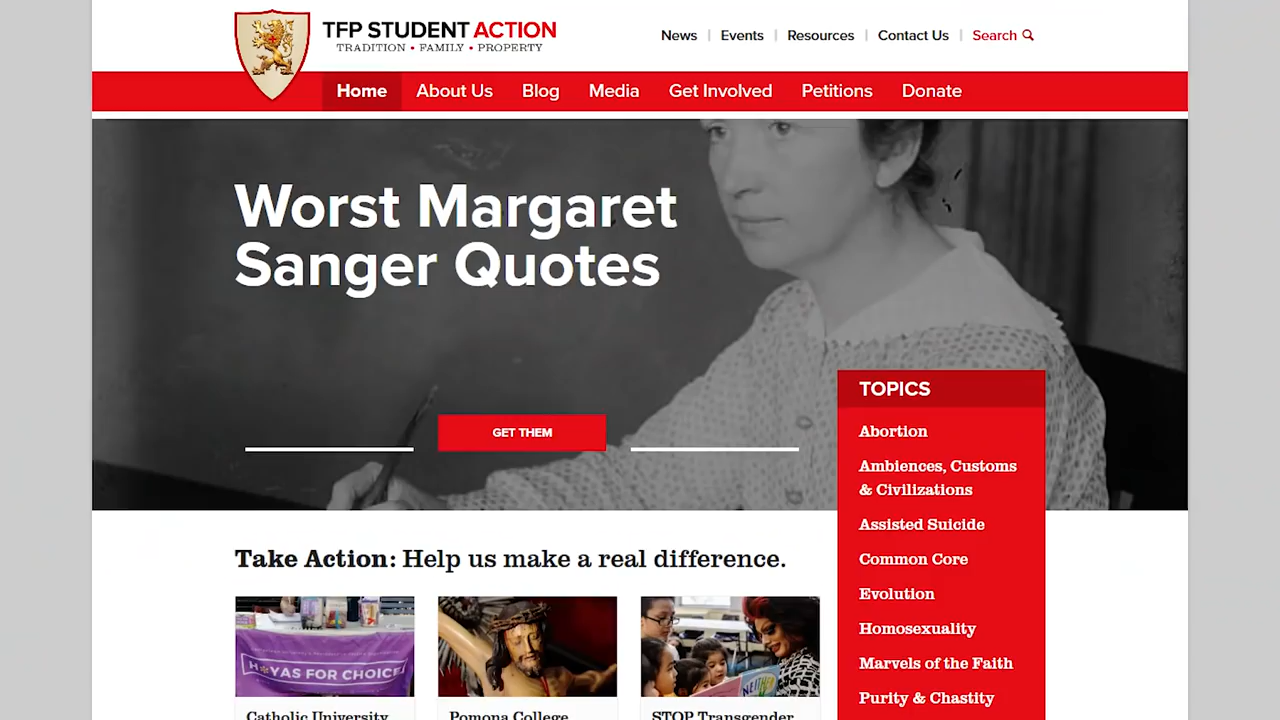 TFP STUDENT ACTION
TRADITION • FAMILY • PROPERTY
News | Events | Resources | Contact Us | Search
Home About Us Blog Media Get Involved Petitions Donate
Worst Margaret
Sanger Quotes
GET THEM
TOPICS
Abortion
Ambiences, Customs
& Civilizations
Assisted Suicide
Common Core
Evolution
Homosexuality
Marvels of the Faith
Purity & Chastity
Take Action: Help us make a real difference.
H*YAS FOR CHOICE
NEITHER
Catholic University
Pomona College
STOP Transgender